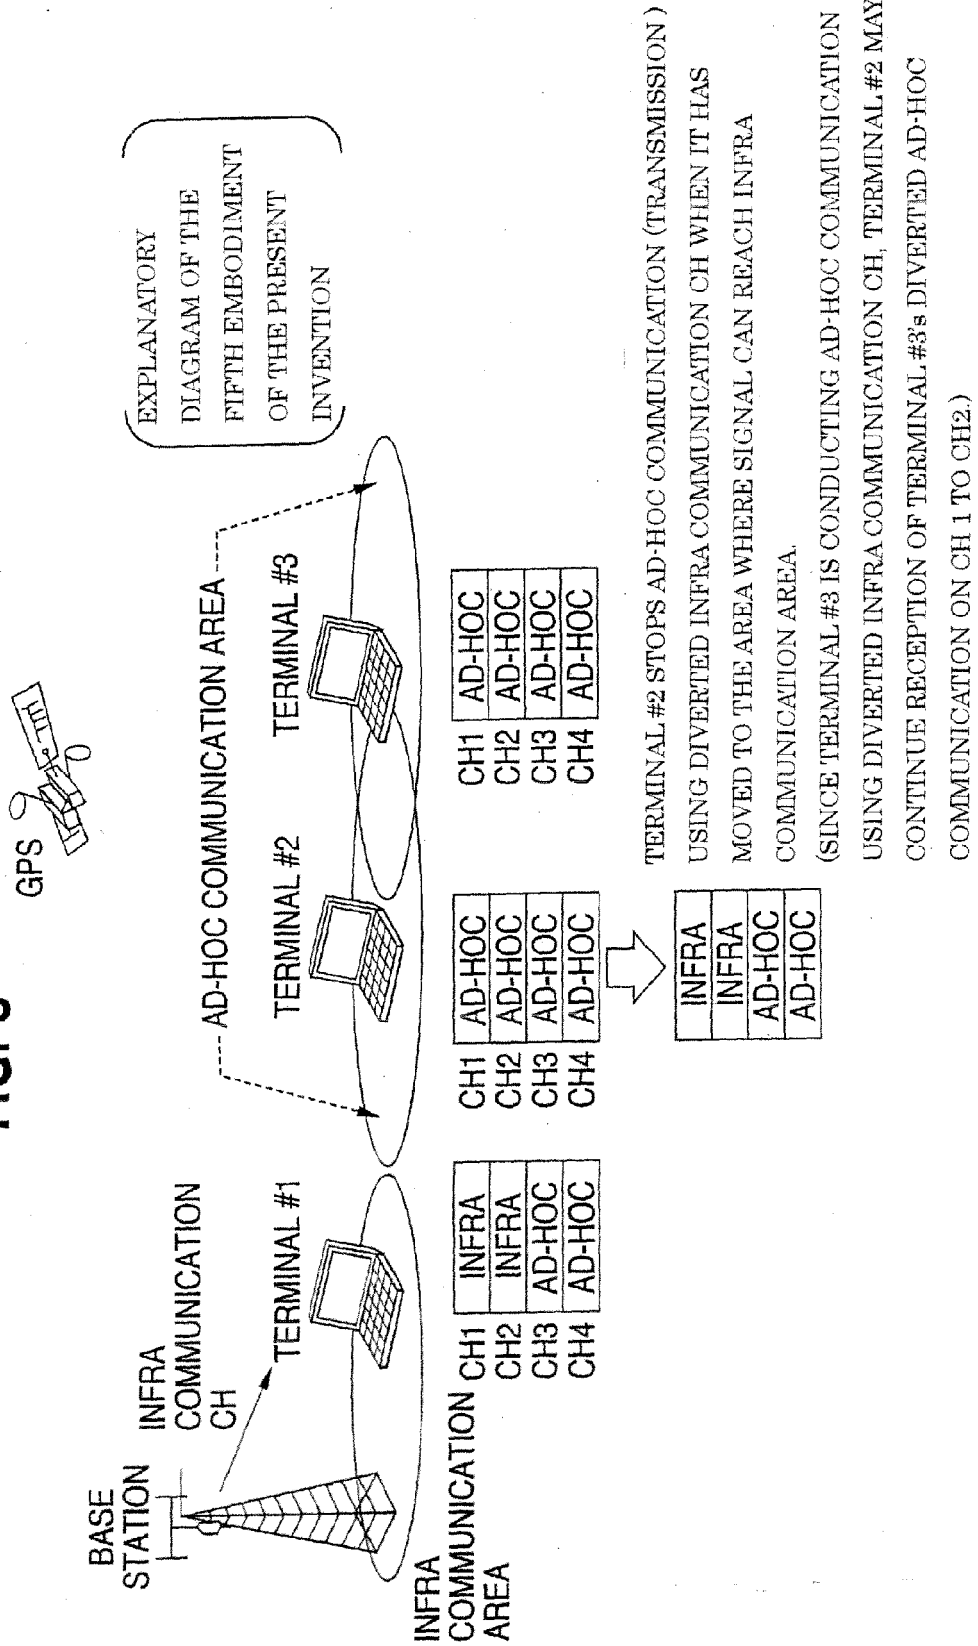 GPS
EXPLANATORY
DIAGRAM OF THE
FIFTH EMBODIMENT
OF THE PRESENT
INVENTION
BASE
STATION
INFRA
COMMUNICATION
CH
AD-HOC COMMUNICATION AREA
TERMINAL #1
TERMINAL #2
TERMINAL #3
INFRA
COMMUNICATION
AREA
CH1 INFRA
CH2 INFRA
CH3 AD-HOC
CH4 AD-HOC
CH1 AD-HOC
CH2 AD-HOC
CH3 AD-HOC
CH4 AD-HOC
CH1 AD-HOC
CH2 AD-HOC
CH3 AD-HOC
CH4 AD-HOC
INFRA
INFRA
AD-HOC
AD-HOC
TERMINAL #2 STOPS AD-HOC COMMUNICATION (TRANSMISSION )
USING DIVERTED INFRA COMMUNICATION CH WHEN IT HAS
MOVED TO THE AREA WHERE SIGNAL CAN REACH INFRA
COMMUNICATION AREA.
(SINCE TERMINAL #3 IS CONDUCTING AD-HOC COMMUNICATION
USING DIVERTED INFRA COMMUNICATION CH, TERMINAL #2 MAY
CONTINUE RECEPTION OF TERMINAL #3's DIVERTED AD-HOC
COMMUNICATION ON CH 1 TO CH2.)